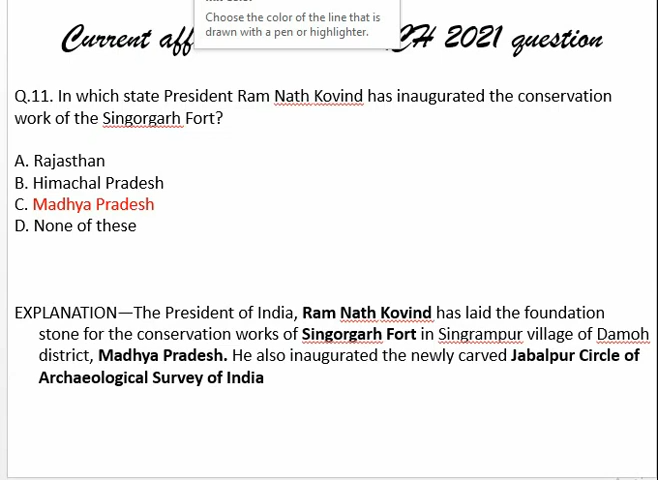 Choose the color of the line that is
drawn with a pen or highlighter.
Current aff CH 2021 question
Q.11. In which state President Ram Nath Kovind has inaugurated the conservation
work of the Singorgarh Fort?
A. Rajasthan
B. Himachal Pradesh
C. Madhya Pradesh
D. None of these
EXPLANATION—The President of India, Ram Nath Kovind has laid the foundation
stone for the conservation works of Singorgarh Fort in Singrampur village of Damoh
district, Madhya Pradesh. He also inaugurated the newly carved Jabalpur Circle of
Archaeological Survey of India